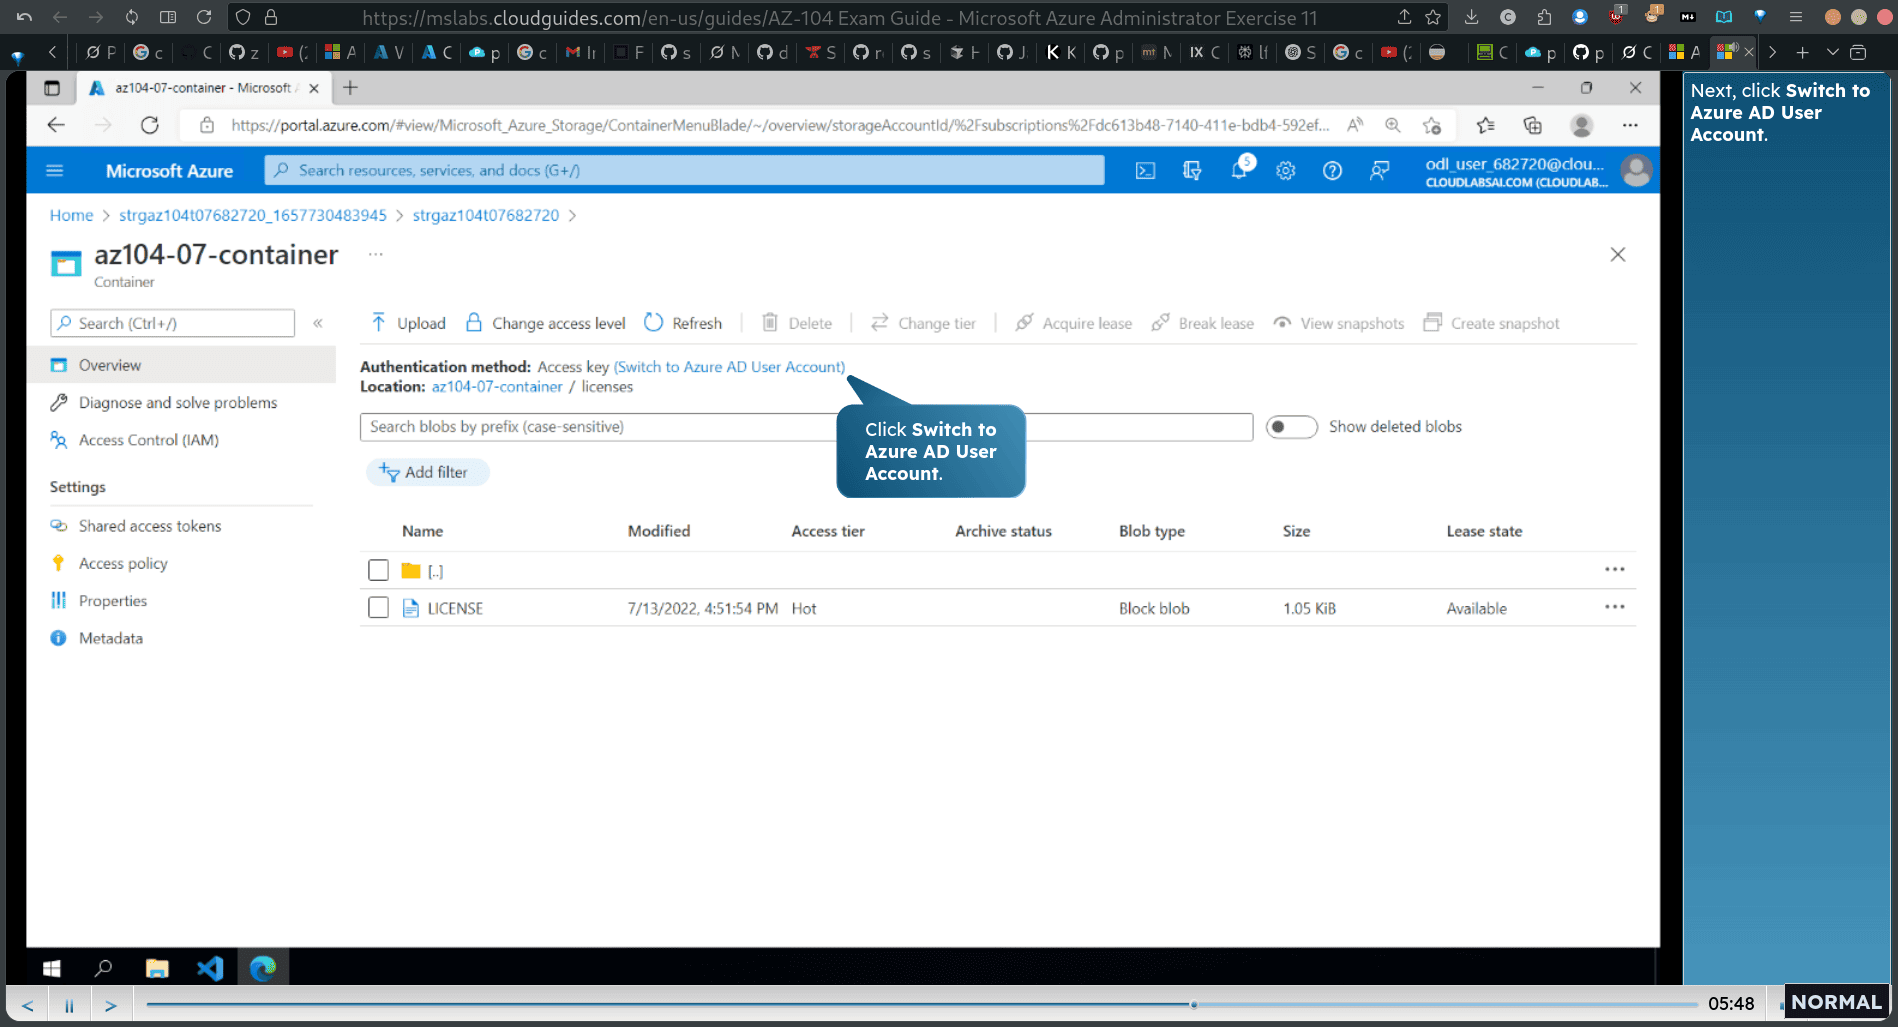 https://mslabs.cloudguides.com/en-us/guides/AZ-104 Exam Guide - Microsoft Azure Administrator Exercise 11
az104-07-container - Microsoft A
https://portal.azure.com/#view/Microsoft_Azure_Storage/ContainerMenuBlade/~/overview/storageAccountId/%2Fsubscriptions%2Fdc613b48-7140-411e-bdb4-592ef...
Microsoft Azure
Search resources, services, and docs (G+/)
5
odl_user_682720@clou...
CLOUDLABSAI.COM (CLOUDLAB...
Home > strgaz104t07682720_1657730483945 > strgaz104t07682720 >
az104-07-container ...
Container
Search (Ctrl+/)
Overview
Diagnose and solve problems
Access Control (IAM)
Settings
Shared access tokens
Access policy
Properties
Metadata
Upload Change access level Refresh Delete Change tier Acquire lease Break lease View snapshots Create snapshot
Authentication method: Access key (Switch to Azure AD User Account)
Location: az104-07-container / licenses
Search blobs by prefix (case-sensitive)
Show deleted blobs
Add filter
Click Switch to
Azure AD User
Account.
Name Modified Access tier Archive status Blob type Size Lease state
[..]
LICENSE 7/13/2022, 4:51:54 PM Hot Block blob 1.05 KiB Available
Next, click Switch to
Azure AD User
Account.
05:48
NORMAL